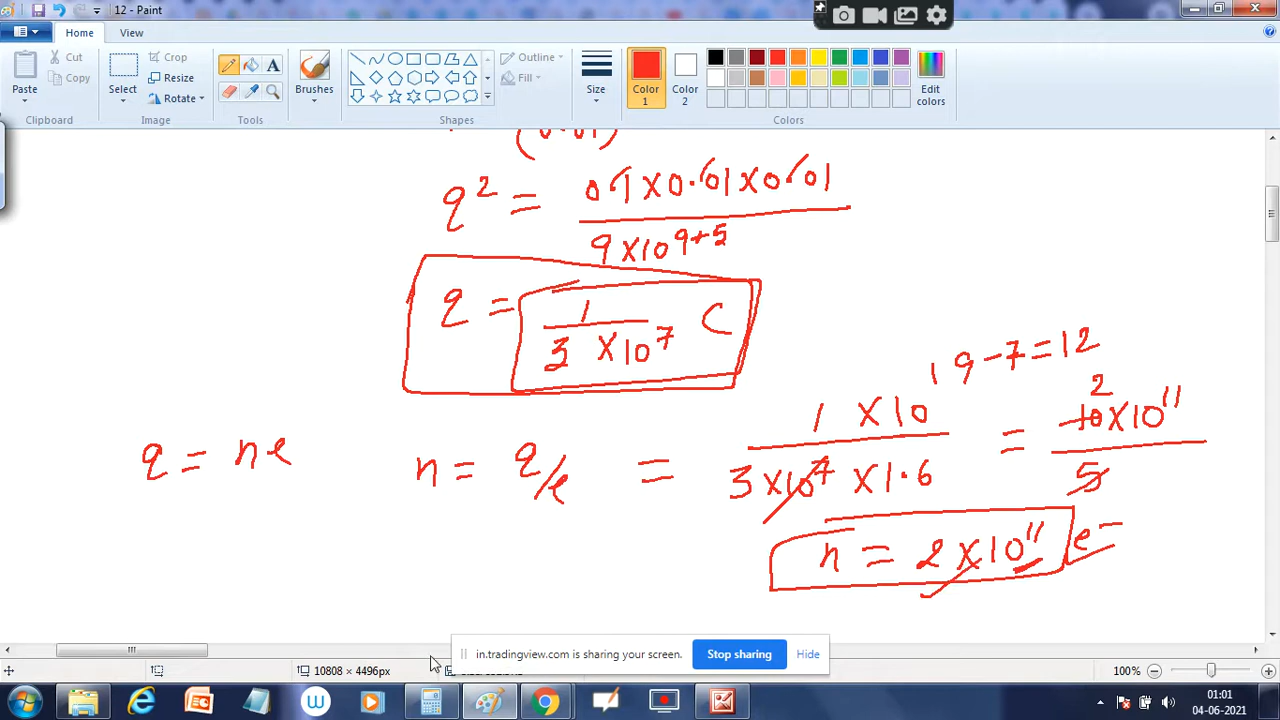 12 - Paint
Home View
Paste
Cut
Copy
Clipboard
Select
Crop
Resize
Rotate
Image
Tools
Brushes
Outline
Fill
Shapes
Size
Color 1
Color 2
Edit colors
Colors
(0.01)
q² = 0.1 X 0.01 X 0.01 / 9 X 10⁹⁺⁵
q = 1 / 3 X 10⁷ C
19 - 7 = 12
q = ne n = q/e = 1 X 10 / 3 X 10⁷ X 1.6 = 10 2 X 10¹¹ / 5
n = 2 X 10¹¹ e⁻
in.tradingview.com is sharing your screen. Stop sharing Hide
10808 × 4496px
100%
01:01
04-06-2021